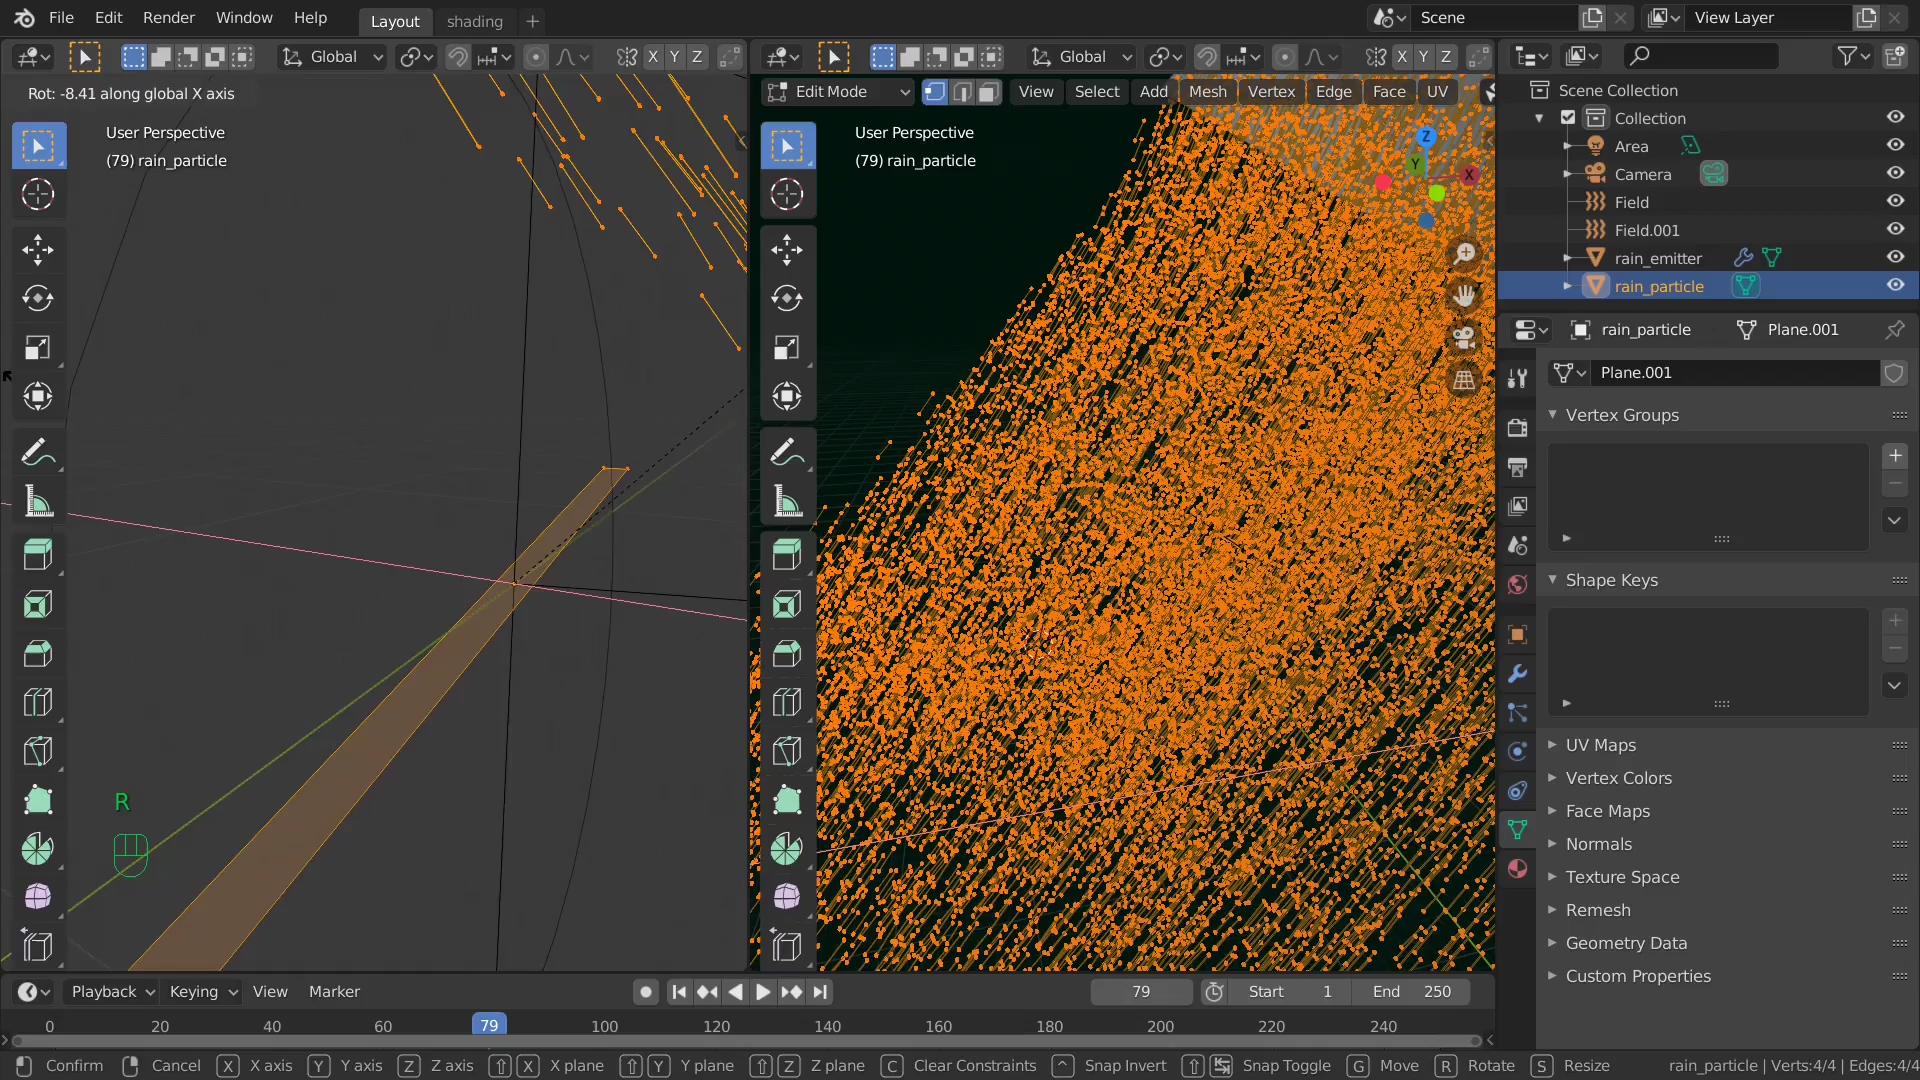 File Edit Render Window Help Layout shading + Scene View Layer
Global X Y Z Global X Y Z
Rot: -8.41 along global X axis Edit Mode View Select Add Mesh Vertex Edge Face UV
Scene Collection
Collection
User Perspective
(79) rain_particle
User Perspective
(79) rain_particle
Z
Y
X
Area
Camera
Field
Field.001
rain_emitter
rain_particle
rain_particle Plane.001
Plane.001
Vertex Groups
Shape Keys
UV Maps
Vertex Colors
Face Maps
Normals
Texture Space
Remesh
Geometry Data
Custom Properties
R
Playback Keying View Marker 79 Start 1 End 250
0 20 40 60 79 100 120 140 160 180 200 220 240
Confirm Cancel X X axis Y Y axis Z Z axis X X plane Y Y plane Z Z plane C Clear Constraints ^ Snap Invert Snap Toggle G Move R Rotate S Resize rain_particle | Verts:4/4 | Edges:4/4